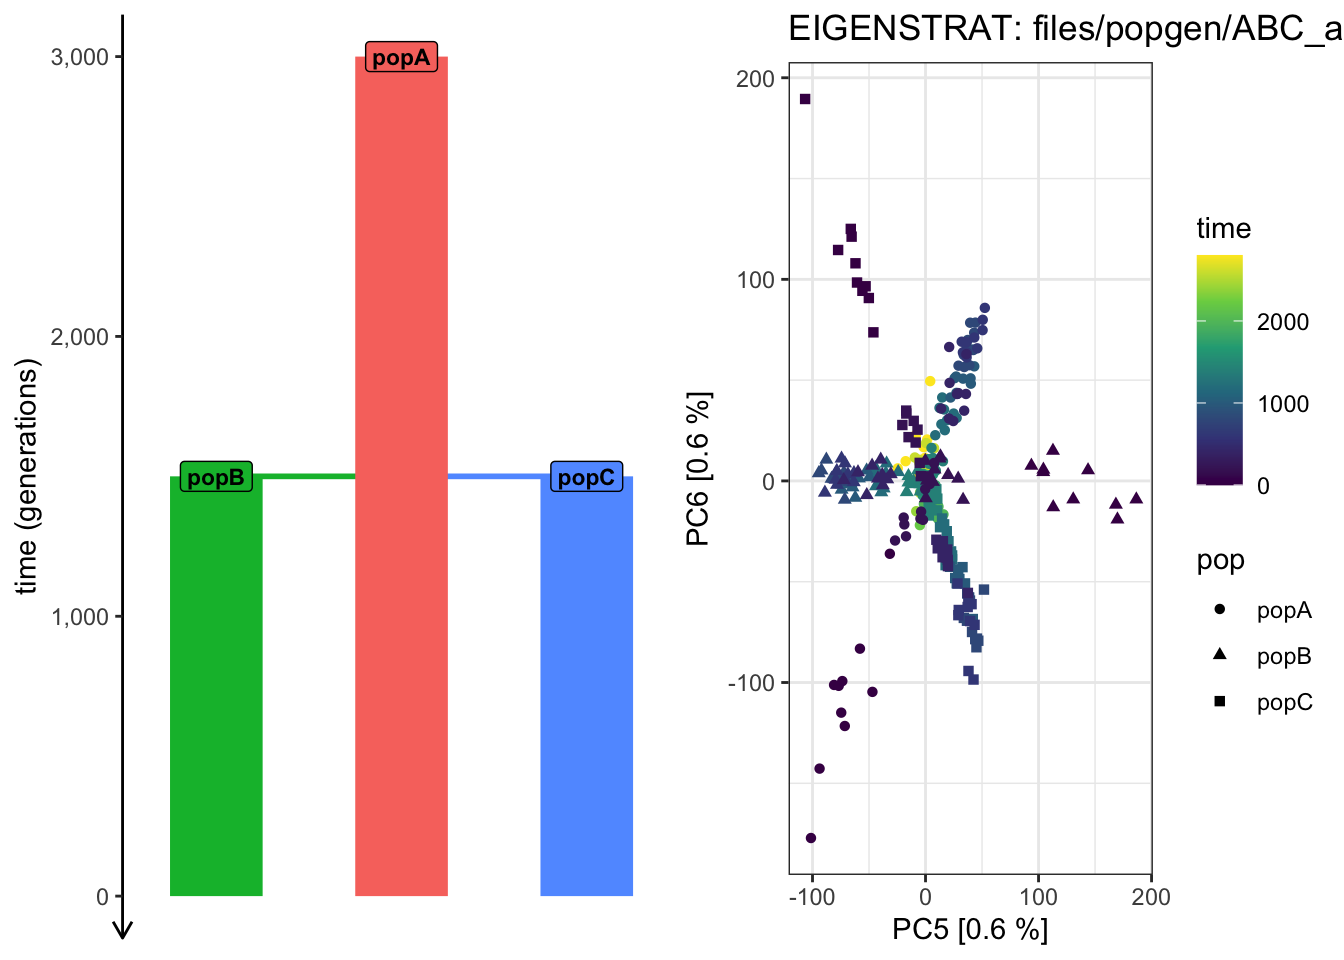 3,000
2,000
1,000
0
time (generations)
popA
popB
popC
EIGENSTRAT: files/popgen/ABC_a
200
100
0
-100
PC6 [0.6 %]
-100
0
100
200
PC5 [0.6 %]
time
2000
1000
0
pop
popA
popB
popC